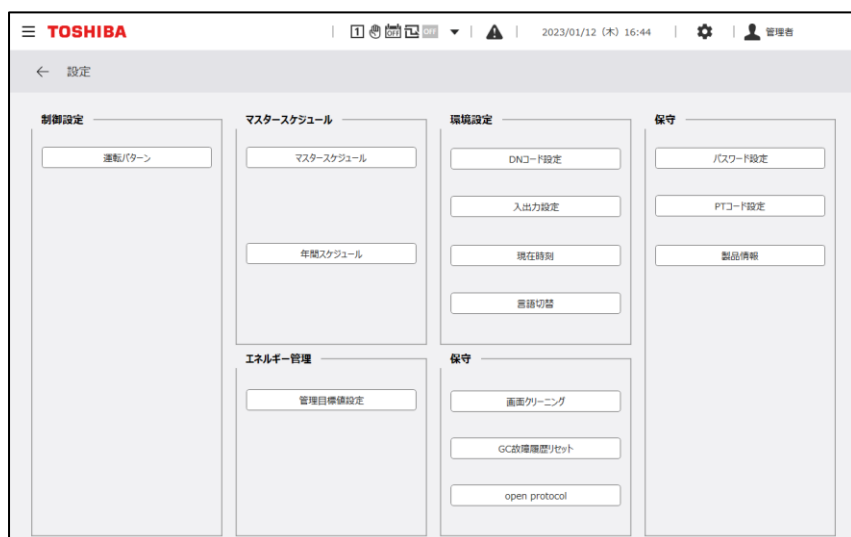 TOSHIBA
1 OFF OFF 2023/01/12 (木) 16:44 管理者
← 設定
制御設定
運転パターン
マスタースケジュール
マスタースケジュール
年間スケジュール
環境設定
DNコード設定
入出力設定
現在時刻
言語切替
保守
パスワード設定
PTコード設定
製品情報
エネルギー管理
管理目標値設定
保守
画面クリーニング
GC故障履歴リセット
open protocol